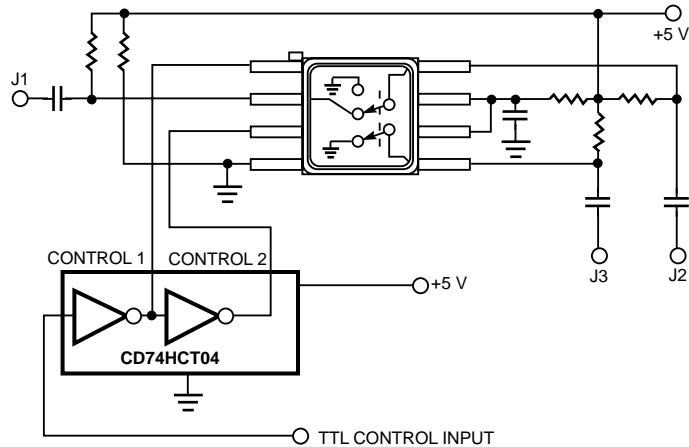 +5 V
J1
CONTROL 1
CONTROL 2
+5 V
J3
J2
CD74HCT04
TTL CONTROL INPUT